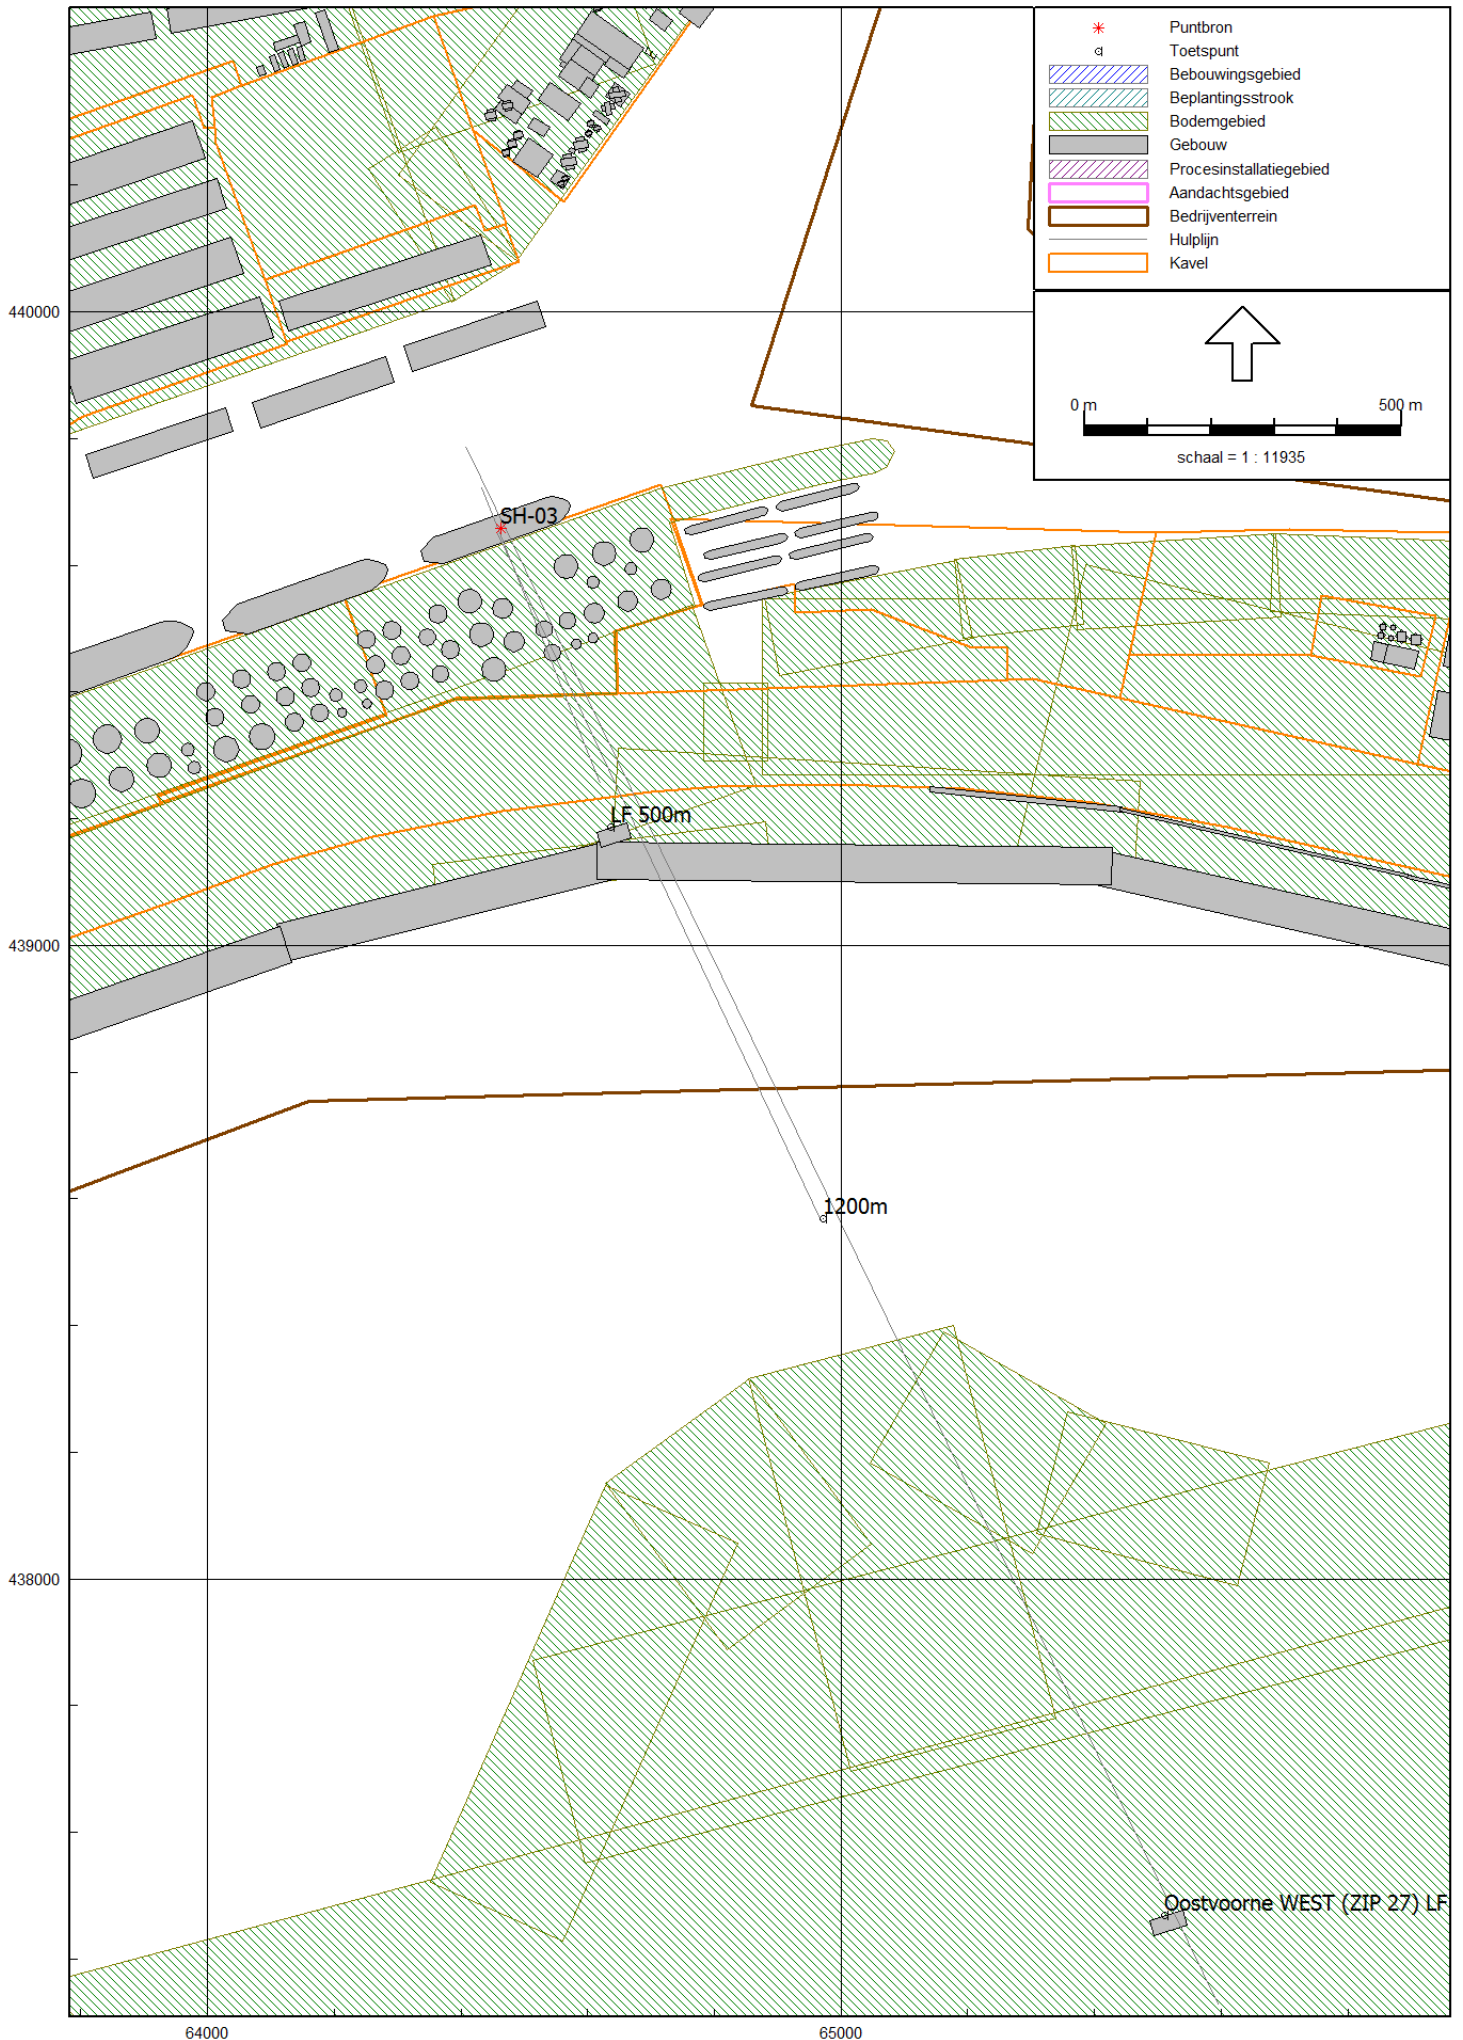 Puntbron
Toetspunt
Bebouwingsgebied
Beplantingsstrook
Bodemgebied
Gebouw
Procesinstallatiegebied
Aandachtsgebied
Bedrijventerrein
Hulplijn
Kavel
440000
0 m 500 m
schaal = 1 : 11935
SH-03
LF 500m
439000
1200m
438000
Oostvoorne WEST (ZIP 27) LF
64000 65000